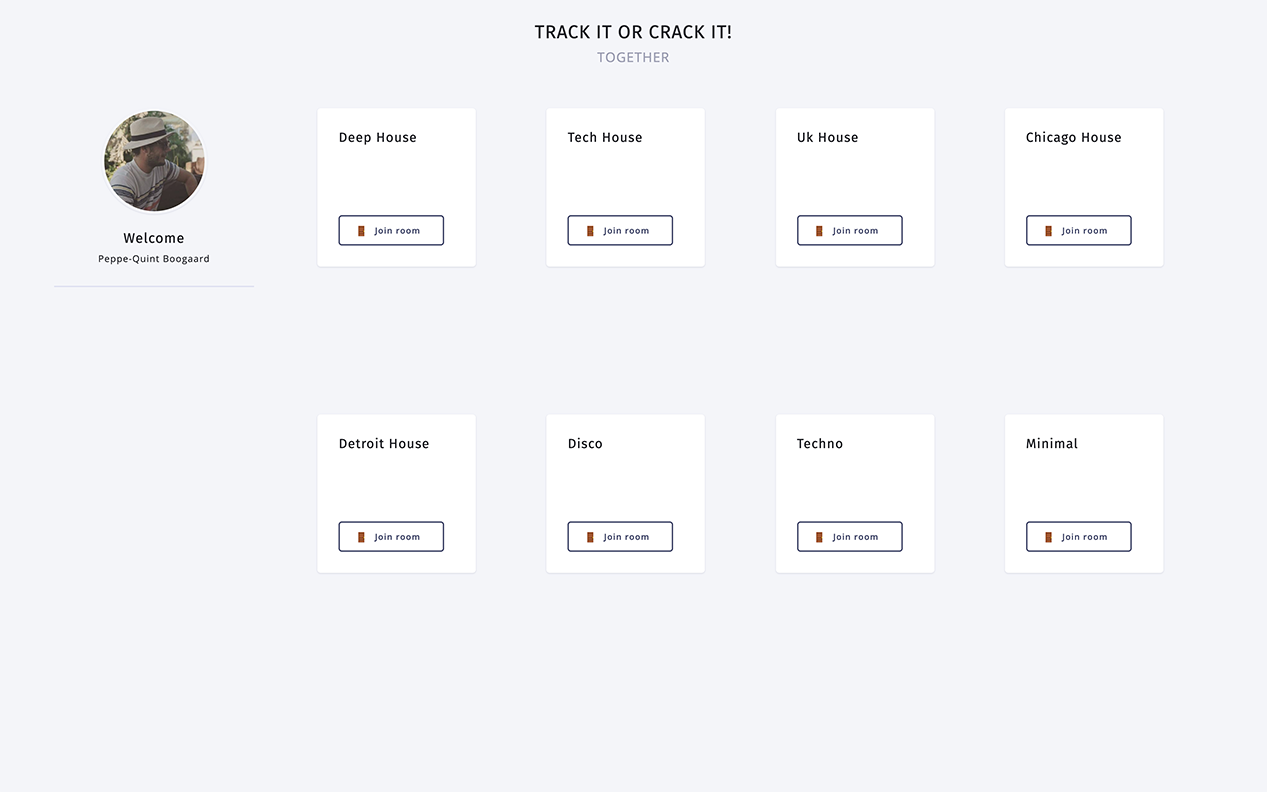 TRACK IT OR CRACK IT!
TOGETHER
Welcome
Peppe-Quint Boogaard
Deep House
Join room
Tech House
Join room
Uk House
Join room
Chicago House
Join room
Detroit House
Join room
Disco
Join room
Techno
Join room
Minimal
Join room